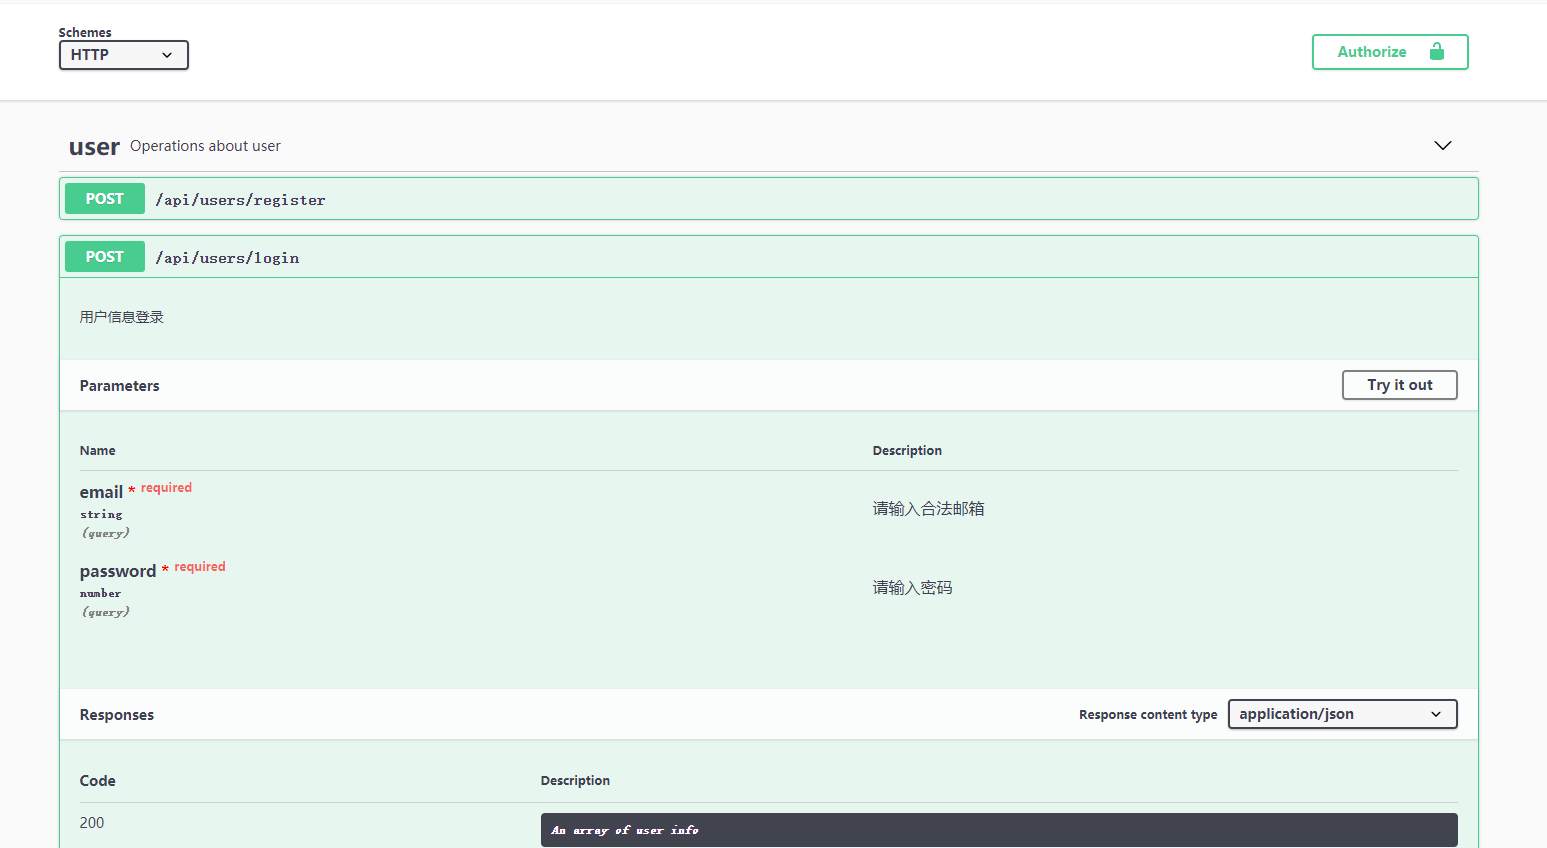 Schemes
HTTP
Authorize
user Operations about user
POST /api/users/register
POST /api/users/login
用户信息登录
Parameters
Try it out
Name Description
email * required
string
(query)
请输入合法邮箱
password * required
number
(query)
请输入密码
Responses
Response content type application/json
Code Description
200 An array of user info